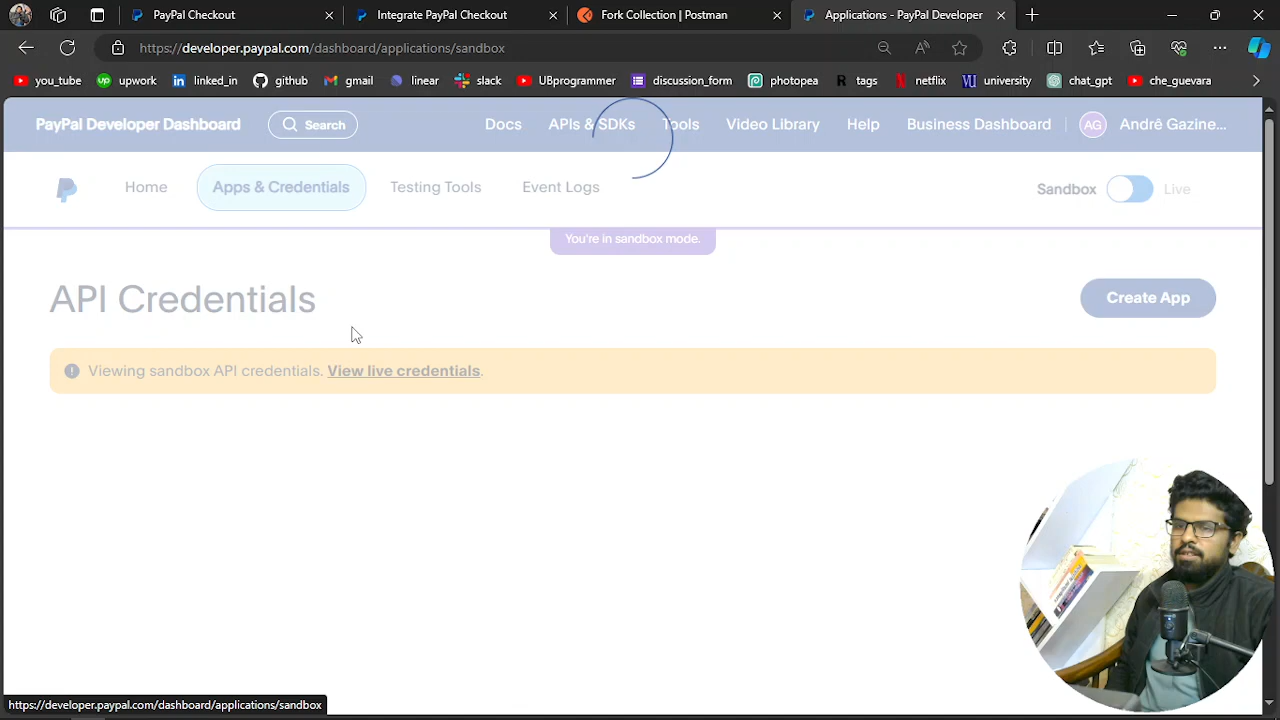 PayPal Checkout
Integrate PayPal Checkout
Fork Collection | Postman
Applications - PayPal Developer
https://developer.paypal.com/dashboard/applications/sandbox
you_tube
upwork
linked_in
github
gmail
linear
slack
UBprogrammer
discussion_form
photopea
tags
netflix
university
chat_gpt
che_guevara
PayPal Developer Dashboard
Search
Docs
APIs & SDKs
Tools
Video Library
Help
Business Dashboard
AG
Andrê Gazine...
Home
Apps & Credentials
Testing Tools
Event Logs
Sandbox
Live
You're in sandbox mode.
API Credentials
Create App
Viewing sandbox API credentials. View live credentials.
https://developer.paypal.com/dashboard/applications/sandbox